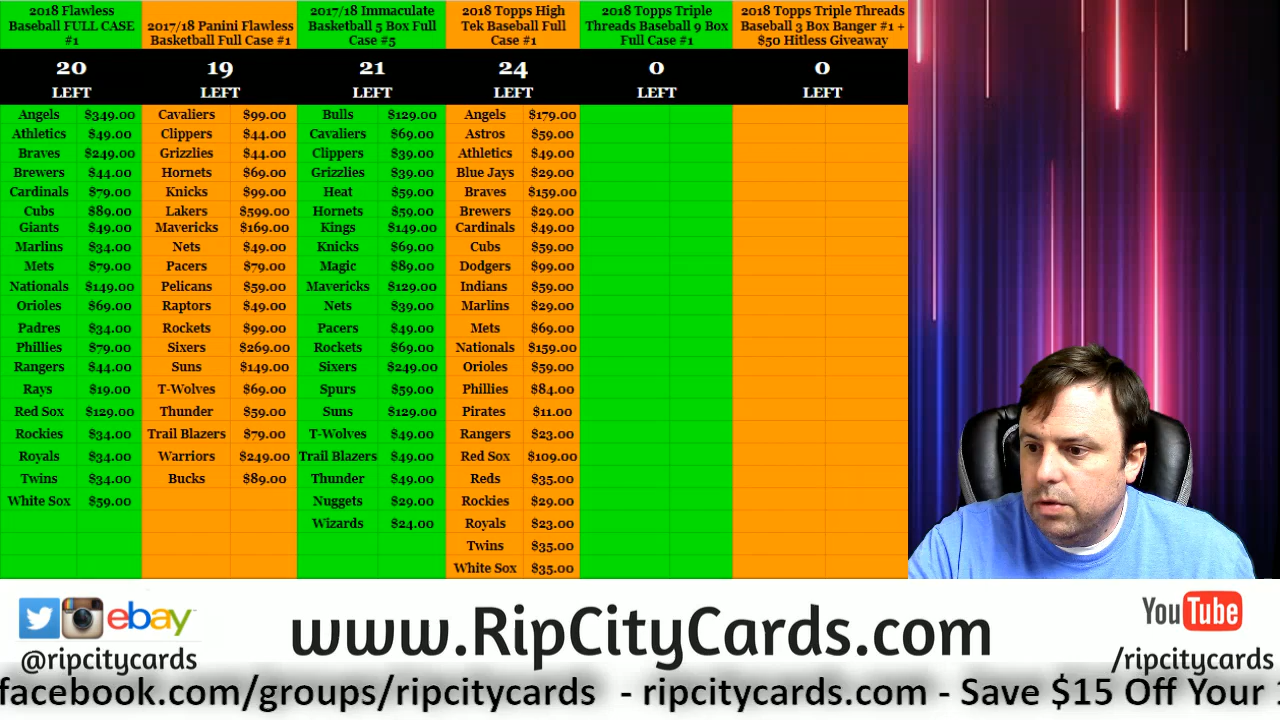 2018 Flawless
Baseball FULL CASE
#1
2017/18 Panini Flawless
Basketball Full Case #1
2017/18 Immaculate
Basketball 5 Box Full
Case #5
2018 Topps High
Tek Baseball Full
Case #1
2018 Topps Triple
Threads Baseball 9 Box
Full Case #1
2018 Topps Triple Threads
Baseball 3 Box Banger #1 +
$50 Hitless Giveaway
20 19 21 24 0 0
LEFT LEFT LEFT LEFT LEFT LEFT
Angels $349.00 Cavaliers $99.00 Bulls $129.00 Angels $179.00
Athletics $49.00 Clippers $44.00 Cavaliers $69.00 Astros $59.00
Braves $249.00 Grizzlies $44.00 Clippers $39.00 Athletics $49.00
Brewers $44.00 Hornets $69.00 Grizzlies $39.00 Blue Jays $29.00
Cardinals $79.00 Knicks $99.00 Heat $59.00 Braves $159.00
Cubs $89.00 Lakers $599.00 Hornets $59.00 Brewers $29.00
Giants $49.00 Mavericks $169.00 Kings $149.00 Cardinals $49.00
Marlins $34.00 Nets $49.00 Knicks $69.00 Cubs $59.00
Mets $79.00 Pacers $79.00 Magic $89.00 Dodgers $99.00
Nationals $149.00 Pelicans $59.00 Mavericks $129.00 Indians $59.00
Orioles $69.00 Raptors $49.00 Nets $39.00 Marlins $29.00
Padres $34.00 Rockets $99.00 Pacers $49.00 Mets $69.00
Phillies $79.00 Sixers $269.00 Rockets $69.00 Nationals $159.00
Rangers $44.00 Suns $149.00 Sixers $249.00 Orioles $59.00
Rays $19.00 T-Wolves $69.00 Spurs $59.00 Phillies $84.00
Red Sox $129.00 Thunder $59.00 Suns $129.00 Pirates $11.00
Rockies $34.00 Trail Blazers $79.00 T-Wolves $49.00 Rangers $23.00
Royals $34.00 Warriors $249.00 Trail Blazers $49.00 Red Sox $109.00
Twins $34.00 Bucks $89.00 Thunder $49.00 Reds $35.00
White Sox $59.00 Nuggets $29.00 Rockies $29.00
Wizards $24.00 Royals $23.00
Twins $35.00
White Sox $35.00
ebay
@ripcitycards
www.RipCityCards.com
YouTube
/ripcitycards
facebook.com/groups/ripcitycards - ripcitycards.com - Save $15 Off Your